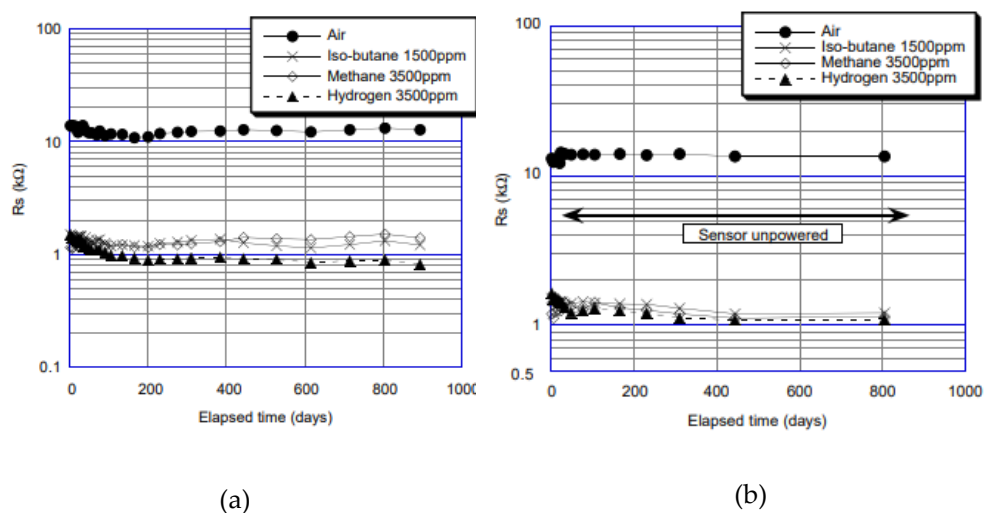 100
10
1
0.1
Rs (kΩ)
Air
Iso-butane 1500ppm
Methane 3500ppm
Hydrogen 3500ppm
0 200 400 600 800 1000
Elapsed time (days)
(a)
100
10
1
0.5
Rs (kΩ)
Air
Iso-butane 1500ppm
Methane 3500ppm
Hydrogen 3500ppm
Sensor unpowered
0 200 400 600 800 1000
Elapsed time (days)
(b)